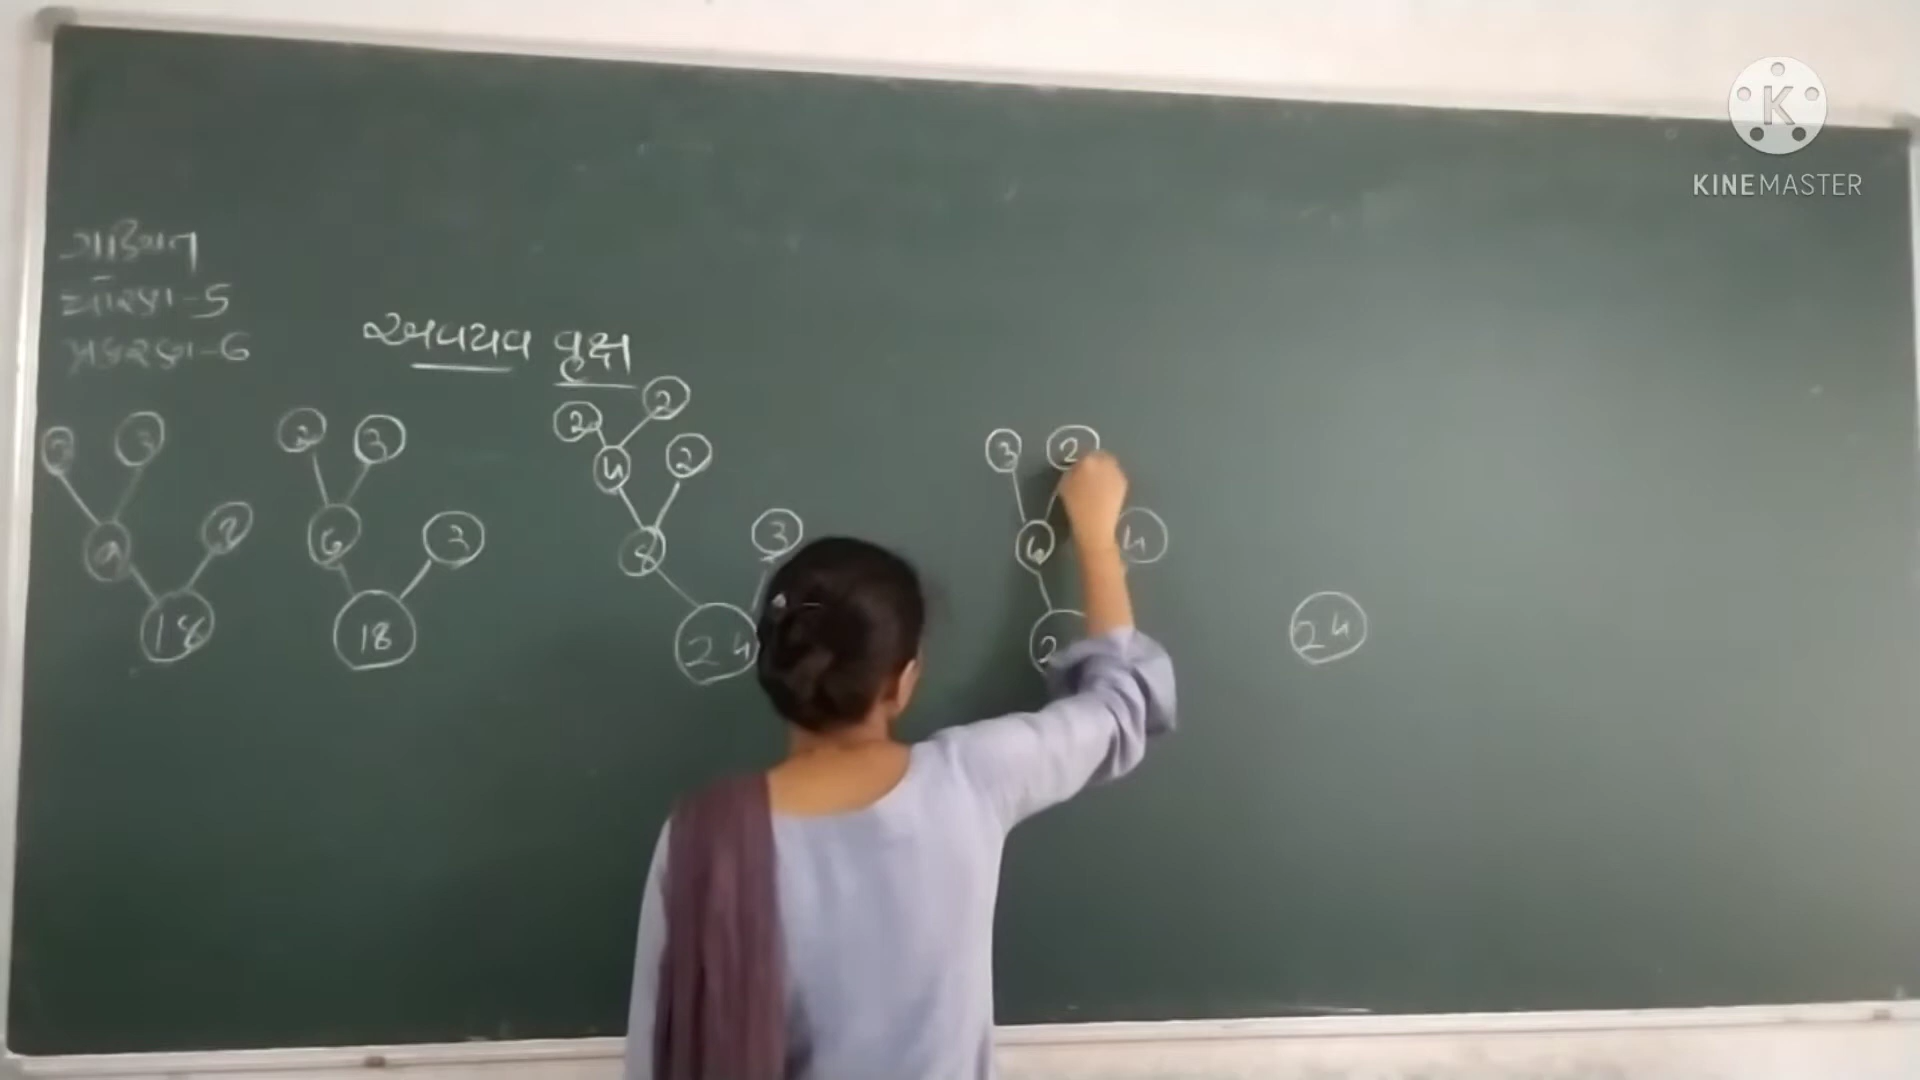 ગણિત
ધોરણ-5
પ્રકરણ-6
અવયવ વૃક્ષ
3 3 9 2 18
2 3 6 3 18
2 2 4 2 8 3 24
3 2 6 4 2
24
KINEMASTER